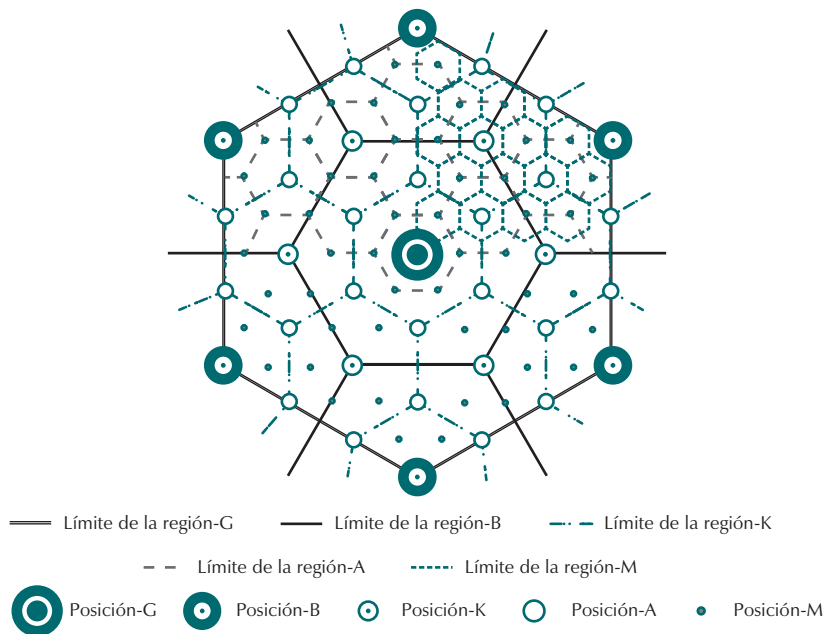 Límite de la región-G Límite de la región-B Límite de la región-K
Límite de la región-A Límite de la región-M
Posición-G Posición-B Posición-K Posición-A Posición-M